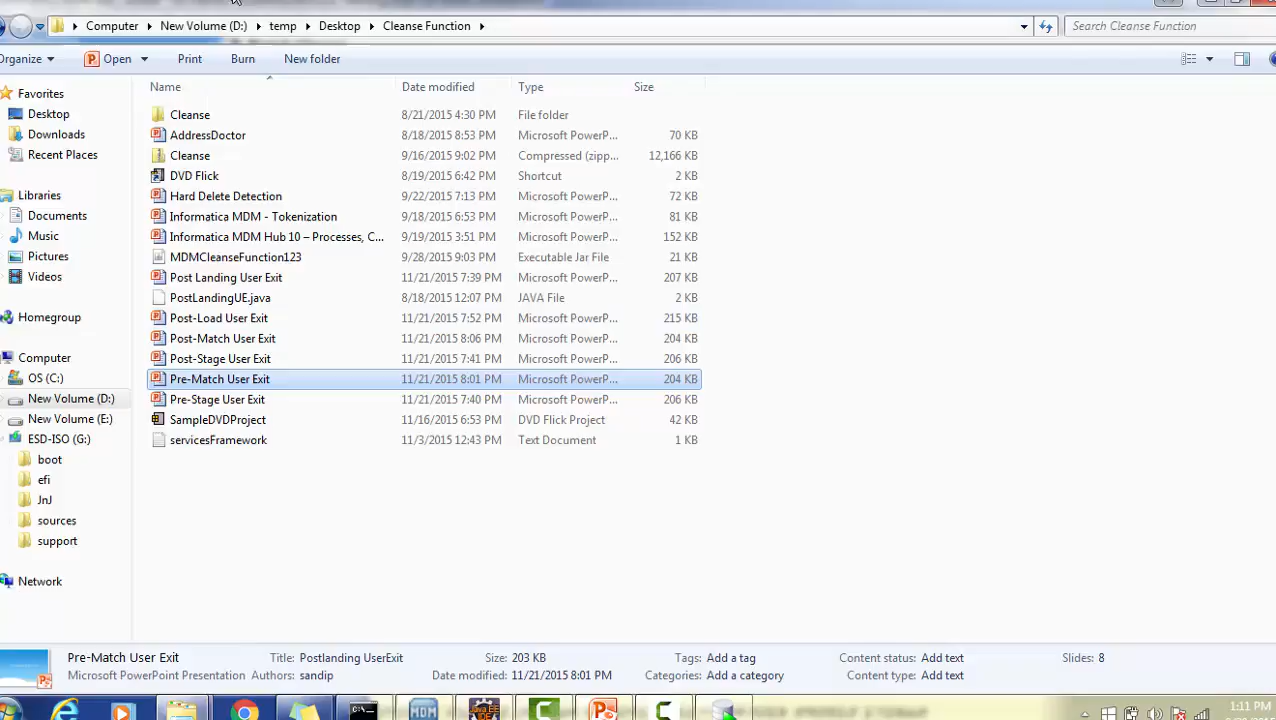 Computer New Volume (D:) temp Desktop Cleanse Function Search Cleanse Function
Organize Open Print Burn New folder
Name Date modified Type Size
Favorites
Desktop
Downloads
Recent Places
Libraries
Documents
Music
Pictures
Videos
Homegroup
Computer
OS (C:)
New Volume (D:)
New Volume (E:)
ESD-ISO (G:)
boot
efi
JnJ
sources
support
Network
Cleanse 8/21/2015 4:30 PM File folder
AddressDoctor 8/18/2015 8:53 PM Microsoft PowerP... 70 KB
Cleanse 9/16/2015 9:02 PM Compressed (zipp... 12,166 KB
DVD Flick 8/19/2015 6:42 PM Shortcut 2 KB
Hard Delete Detection 9/22/2015 7:13 PM Microsoft PowerP... 72 KB
Informatica MDM - Tokenization 9/18/2015 6:53 PM Microsoft PowerP... 81 KB
Informatica MDM Hub 10 – Processes, C... 9/19/2015 3:51 PM Microsoft PowerP... 152 KB
MDMCleanseFunction123 9/28/2015 9:03 PM Executable Jar File 21 KB
Post Landing User Exit 11/21/2015 7:39 PM Microsoft PowerP... 207 KB
PostLandingUE.java 8/18/2015 12:07 PM JAVA File 2 KB
Post-Load User Exit 11/21/2015 7:52 PM Microsoft PowerP... 215 KB
Post-Match User Exit 11/21/2015 8:06 PM Microsoft PowerP... 204 KB
Post-Stage User Exit 11/21/2015 7:41 PM Microsoft PowerP... 206 KB
Pre-Match User Exit 11/21/2015 8:01 PM Microsoft PowerP... 204 KB
Pre-Stage User Exit 11/21/2015 7:40 PM Microsoft PowerP... 206 KB
SampleDVDProject 11/16/2015 6:53 PM DVD Flick Project 42 KB
servicesFramework 11/3/2015 12:43 PM Text Document 1 KB
Pre-Match User Exit Title: Postlanding UserExit Size: 203 KB Tags: Add a tag Content status: Add text Slides: 8
Microsoft PowerPoint Presentation Authors: sandip Date modified: 11/21/2015 8:01 PM Categories: Add a category Content type: Add text
MDM 1:11 PM